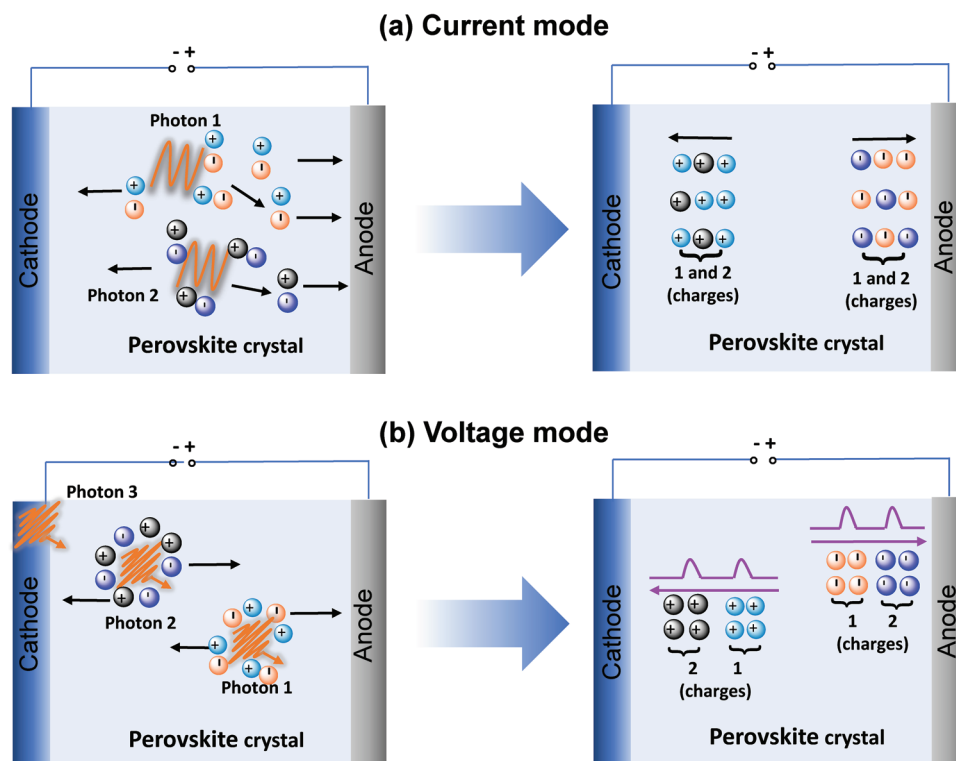 (a) Current mode
- +
- +
Cathode
Photon 1
Photon 2
Anode
Perovskite crystal
Cathode
1 and 2
(charges)
1 and 2
(charges)
Anode
Perovskite crystal
(b) Voltage mode
- +
- +
Cathode
Photon 3
Photon 2
Photon 1
Anode
Perovskite crystal
Cathode
1 2
(charges)
2 1
(charges)
Anode
Perovskite crystal